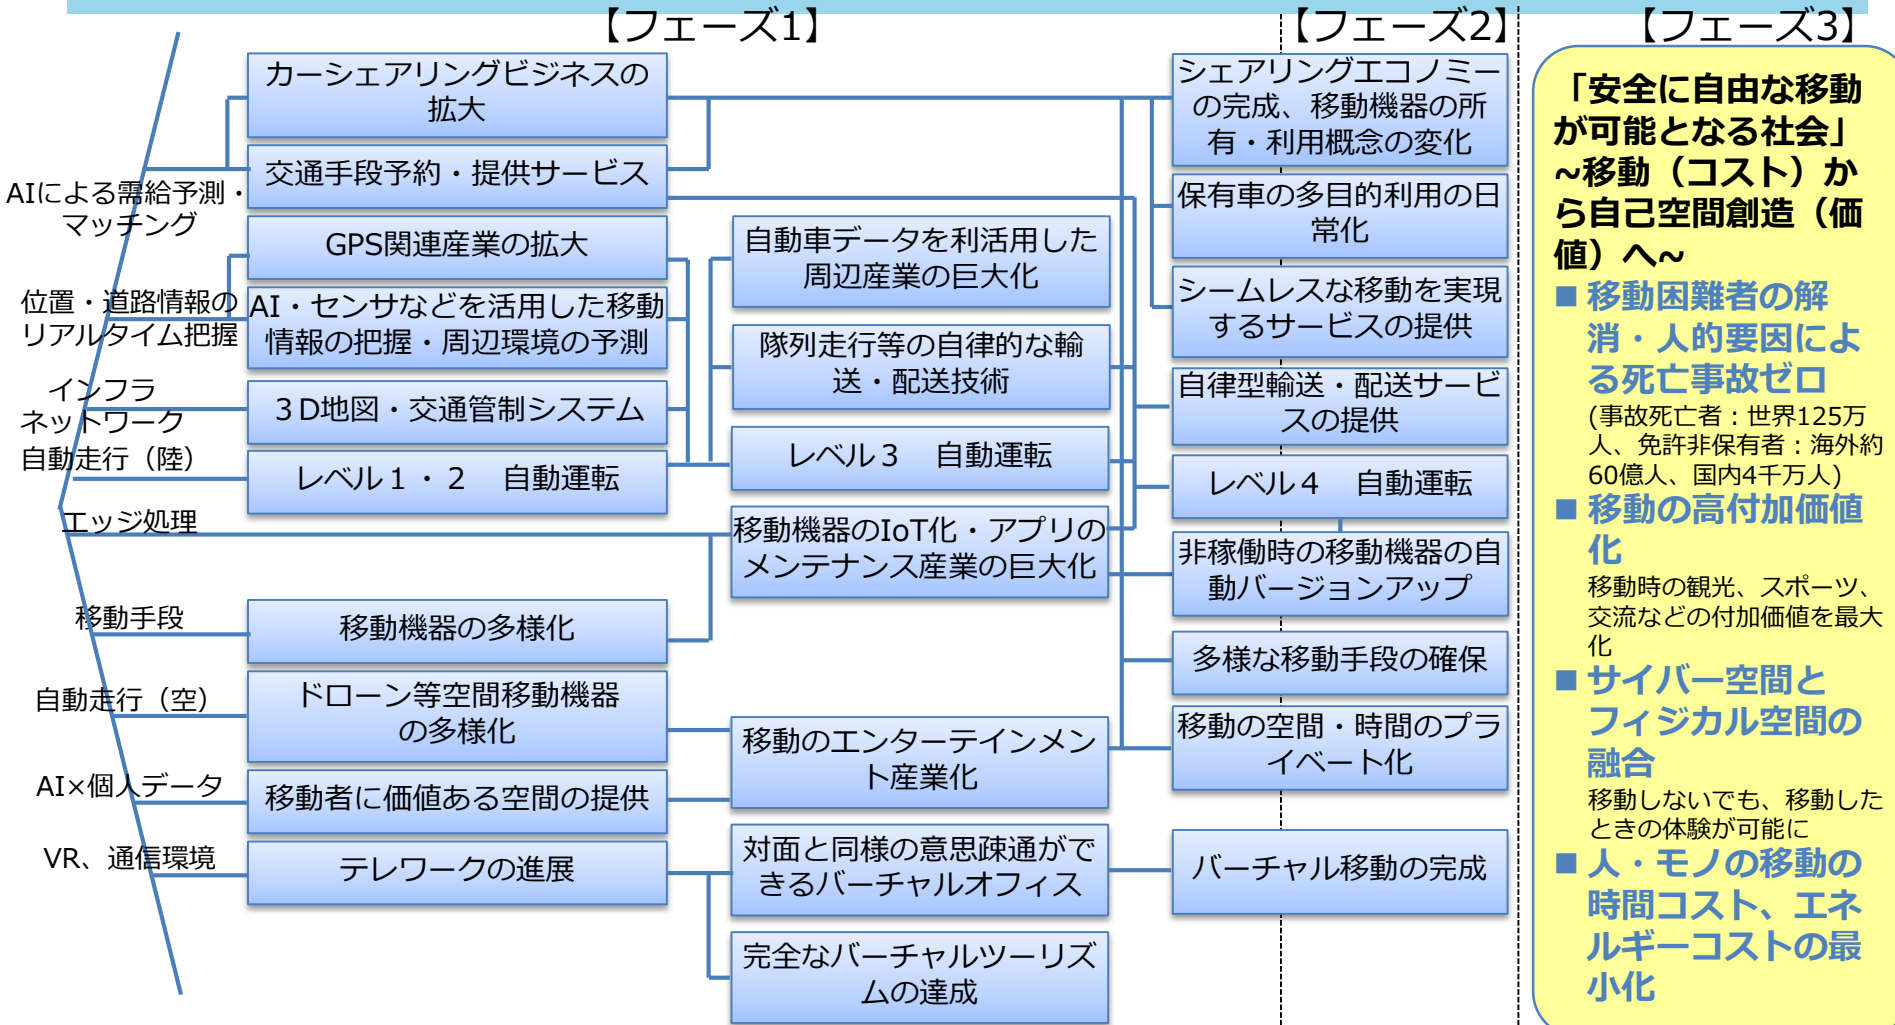 【フェーズ1】
【フェーズ2】
【フェーズ3】
AIによる需給予測・
マッチング
位置・道路情報の
リアルタイム把握
インフラ
ネットワーク
自動走行（陸）
エッジ処理
移動手段
自動走行（空）
AI×個人データ
VR、通信環境
カーシェアリングビジネスの
拡大
交通手段予約・提供サービス
GPS関連産業の拡大
AI・センサなどを活用した移動
情報の把握・周辺環境の予測
３D地図・交通管制システム
レベル１・２　自動運転
移動機器の多様化
ドローン等空間移動機器
の多様化
移動者に価値ある空間の提供
テレワークの進展
自動車データを利活用した
周辺産業の巨大化
隊列走行等の自律的な輸
送・配送技術
レベル３　自動運転
移動機器のIoT化・アプリの
メンテナンス産業の巨大化
移動のエンターテインメン
ト産業化
対面と同様の意思疎通がで
きるバーチャルオフィス
完全なバーチャルツーリズ
ムの達成
シェアリングエコノミー
の完成、移動機器の所
有・利用概念の変化
保有車の多目的利用の日
常化
シームレスな移動を実現
するサービスの提供
自律型輸送・配送サービ
スの提供
レベル４　自動運転
非稼働時の移動機器の自
動バージョンアップ
多様な移動手段の確保
移動の空間・時間のプラ
イベート化
バーチャル移動の完成
「安全に自由な移動
が可能となる社会」
~移動（コスト）か
ら自己空間創造（価
値）へ~
■ 移動困難者の解
消・人的要因によ
る死亡事故ゼロ
(事故死亡者：世界125万
人、免許非保有者：海外約
60億人、国内4千万人)
■ 移動の高付加価値
化
移動時の観光、スポーツ、
交流などの付加価値を最大
化
■ サイバー空間と
フィジカル空間の
融合
移動しないでも、移動した
ときの体験が可能に
■ 人・モノの移動の
時間コスト、エネ
ルギーコストの最
小化